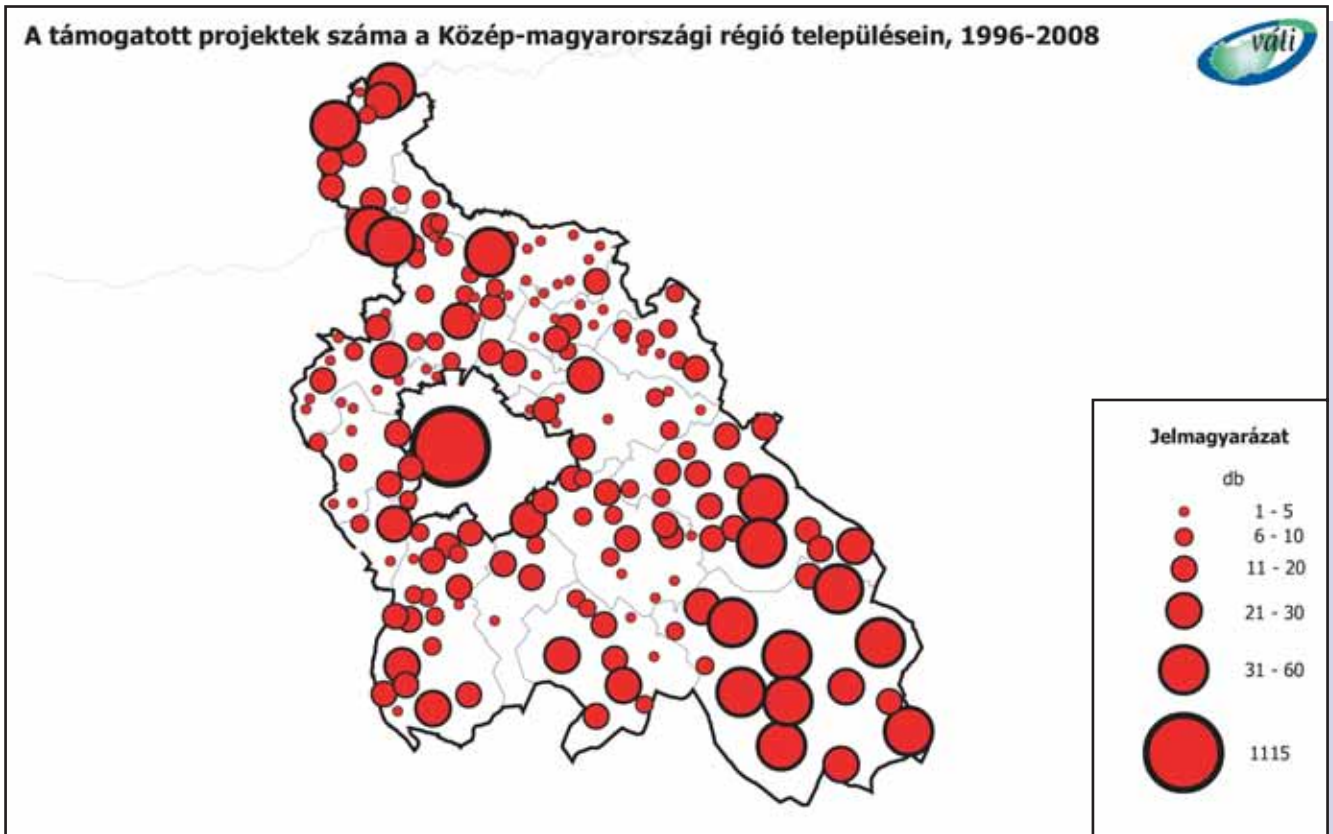 A támogatott projektek száma a Közép-magyarországi régió településein, 1996-2008
váti
Jelmagyarázat
db
1 - 5
6 - 10
11 - 20
21 - 30
31 - 60
1115